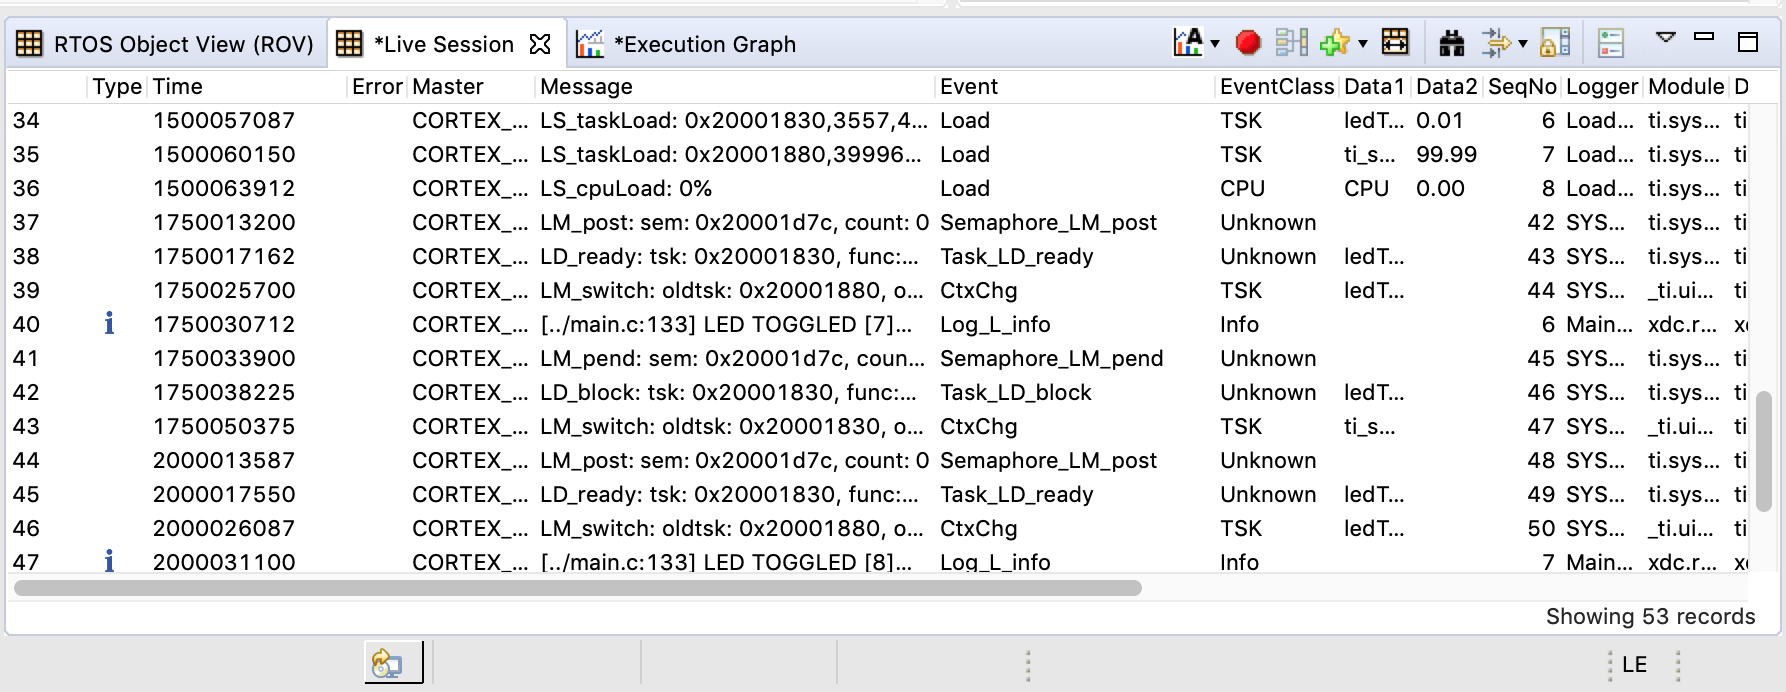 RTOS Object View (ROV) *Live Session *Execution Graph
Type Time Error Master Message Event EventClass Data1 Data2 SeqNo Logger Module D
34 1500057087 CORTEX_... LS_taskLoad: 0x20001830,3557,4... Load TSK ledT... 0.01 6 Load... ti.sys... ti
35 1500060150 CORTEX_... LS_taskLoad: 0x20001880,39996... Load TSK ti_s... 99.99 7 Load... ti.sys... ti
36 1500063912 CORTEX_... LS_cpuLoad: 0% Load CPU CPU 0.00 8 Load... ti.sys... ti
37 1750013200 CORTEX_... LM_post: sem: 0x20001d7c, count: 0 Semaphore_LM_post Unknown 42 SYS... ti.sys... ti
38 1750017162 CORTEX_... LD_ready: tsk: 0x20001830, func:... Task_LD_ready Unknown ledT... 43 SYS... ti.sys... ti
39 1750025700 CORTEX_... LM_switch: oldtsk: 0x20001880, o... CtxChg TSK ledT... 44 SYS... _ti.ui... ti
40 i 1750030712 CORTEX_... [../main.c:133] LED TOGGLED [7]... Log_L_info Info 6 Main... xdc.r... x
41 1750033900 CORTEX_... LM_pend: sem: 0x20001d7c, coun... Semaphore_LM_pend Unknown 45 SYS... ti.sys... ti
42 1750038225 CORTEX_... LD_block: tsk: 0x20001830, func:... Task_LD_block Unknown ledT... 46 SYS... ti.sys... ti
43 1750050375 CORTEX_... LM_switch: oldtsk: 0x20001830, o... CtxChg TSK ti_s... 47 SYS... _ti.ui... ti
44 2000013587 CORTEX_... LM_post: sem: 0x20001d7c, count: 0 Semaphore_LM_post Unknown 48 SYS... ti.sys... ti
45 2000017550 CORTEX_... LD_ready: tsk: 0x20001830, func:... Task_LD_ready Unknown ledT... 49 SYS... ti.sys... ti
46 2000026087 CORTEX_... LM_switch: oldtsk: 0x20001880, o... CtxChg TSK ledT... 50 SYS... _ti.ui... ti
47 i 2000031100 CORTEX_... [../main.c:133] LED TOGGLED [8]... Log_L_info Info 7 Main... xdc.r... x
Showing 53 records
LE